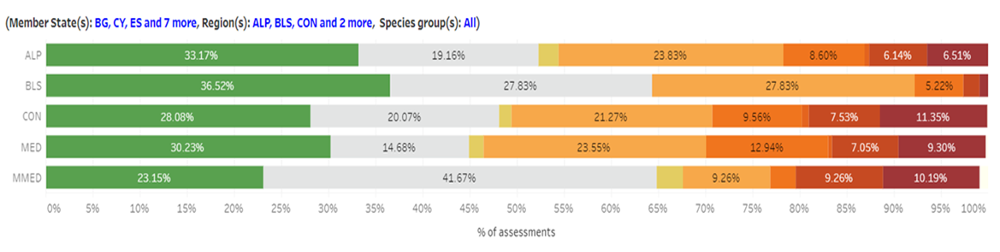 (Member State(s): BG, CY, ES and 7 more, Region(s): ALP, BLS, CON and 2 more, Species group(s): All)
ALP 33.17% 19.16% 23.83% 8.60% 6.14% 6.51%
BLS 36.52% 27.83% 27.83% 5.22%
CON 28.08% 20.07% 21.27% 9.56% 7.53% 11.35%
MED 30.23% 14.68% 23.55% 12.94% 7.05% 9.30%
MMED 23.15% 41.67% 9.26% 9.26% 10.19%
0% 5% 10% 15% 20% 25% 30% 35% 40% 45% 50% 55% 60% 65% 70% 75% 80% 85% 90% 95% 100%
% of assessments